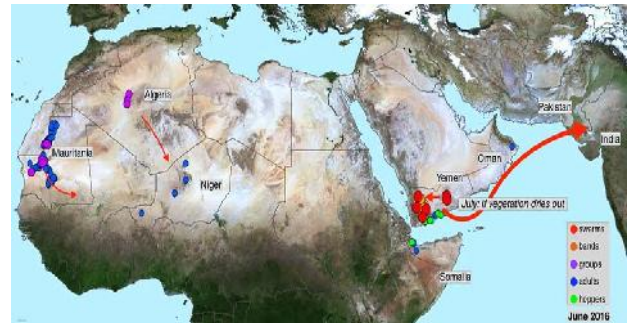 Algeria
Pakistan
India
Mauritania
Oman
Niger
Yemen
July: if vegetation dries out
swarms
bands
groups
adults
hoppers
Somalia
June 2016